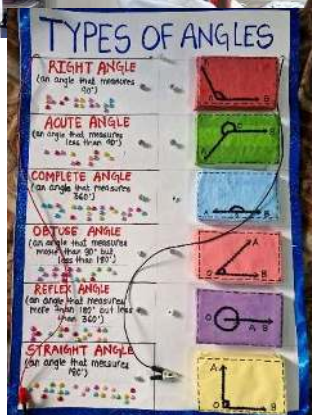 TYPES OF ANGLES
RIGHT ANGLE
(an angle that measures
90°)
ACUTE ANGLE
(an angle that measures
less than 90°)
COMPLETE ANGLE
(an angle that measures
360°)
OBTUSE ANGLE
(an angle that measures
more than 90° but
less than 180°)
REFLEX ANGLE
(an angle that measures
more than 180° but less
than 360°)
STRAIGHT ANGLE
(an angle that measures
180°)
B
A
B
A
O
B
O
A B
A
B